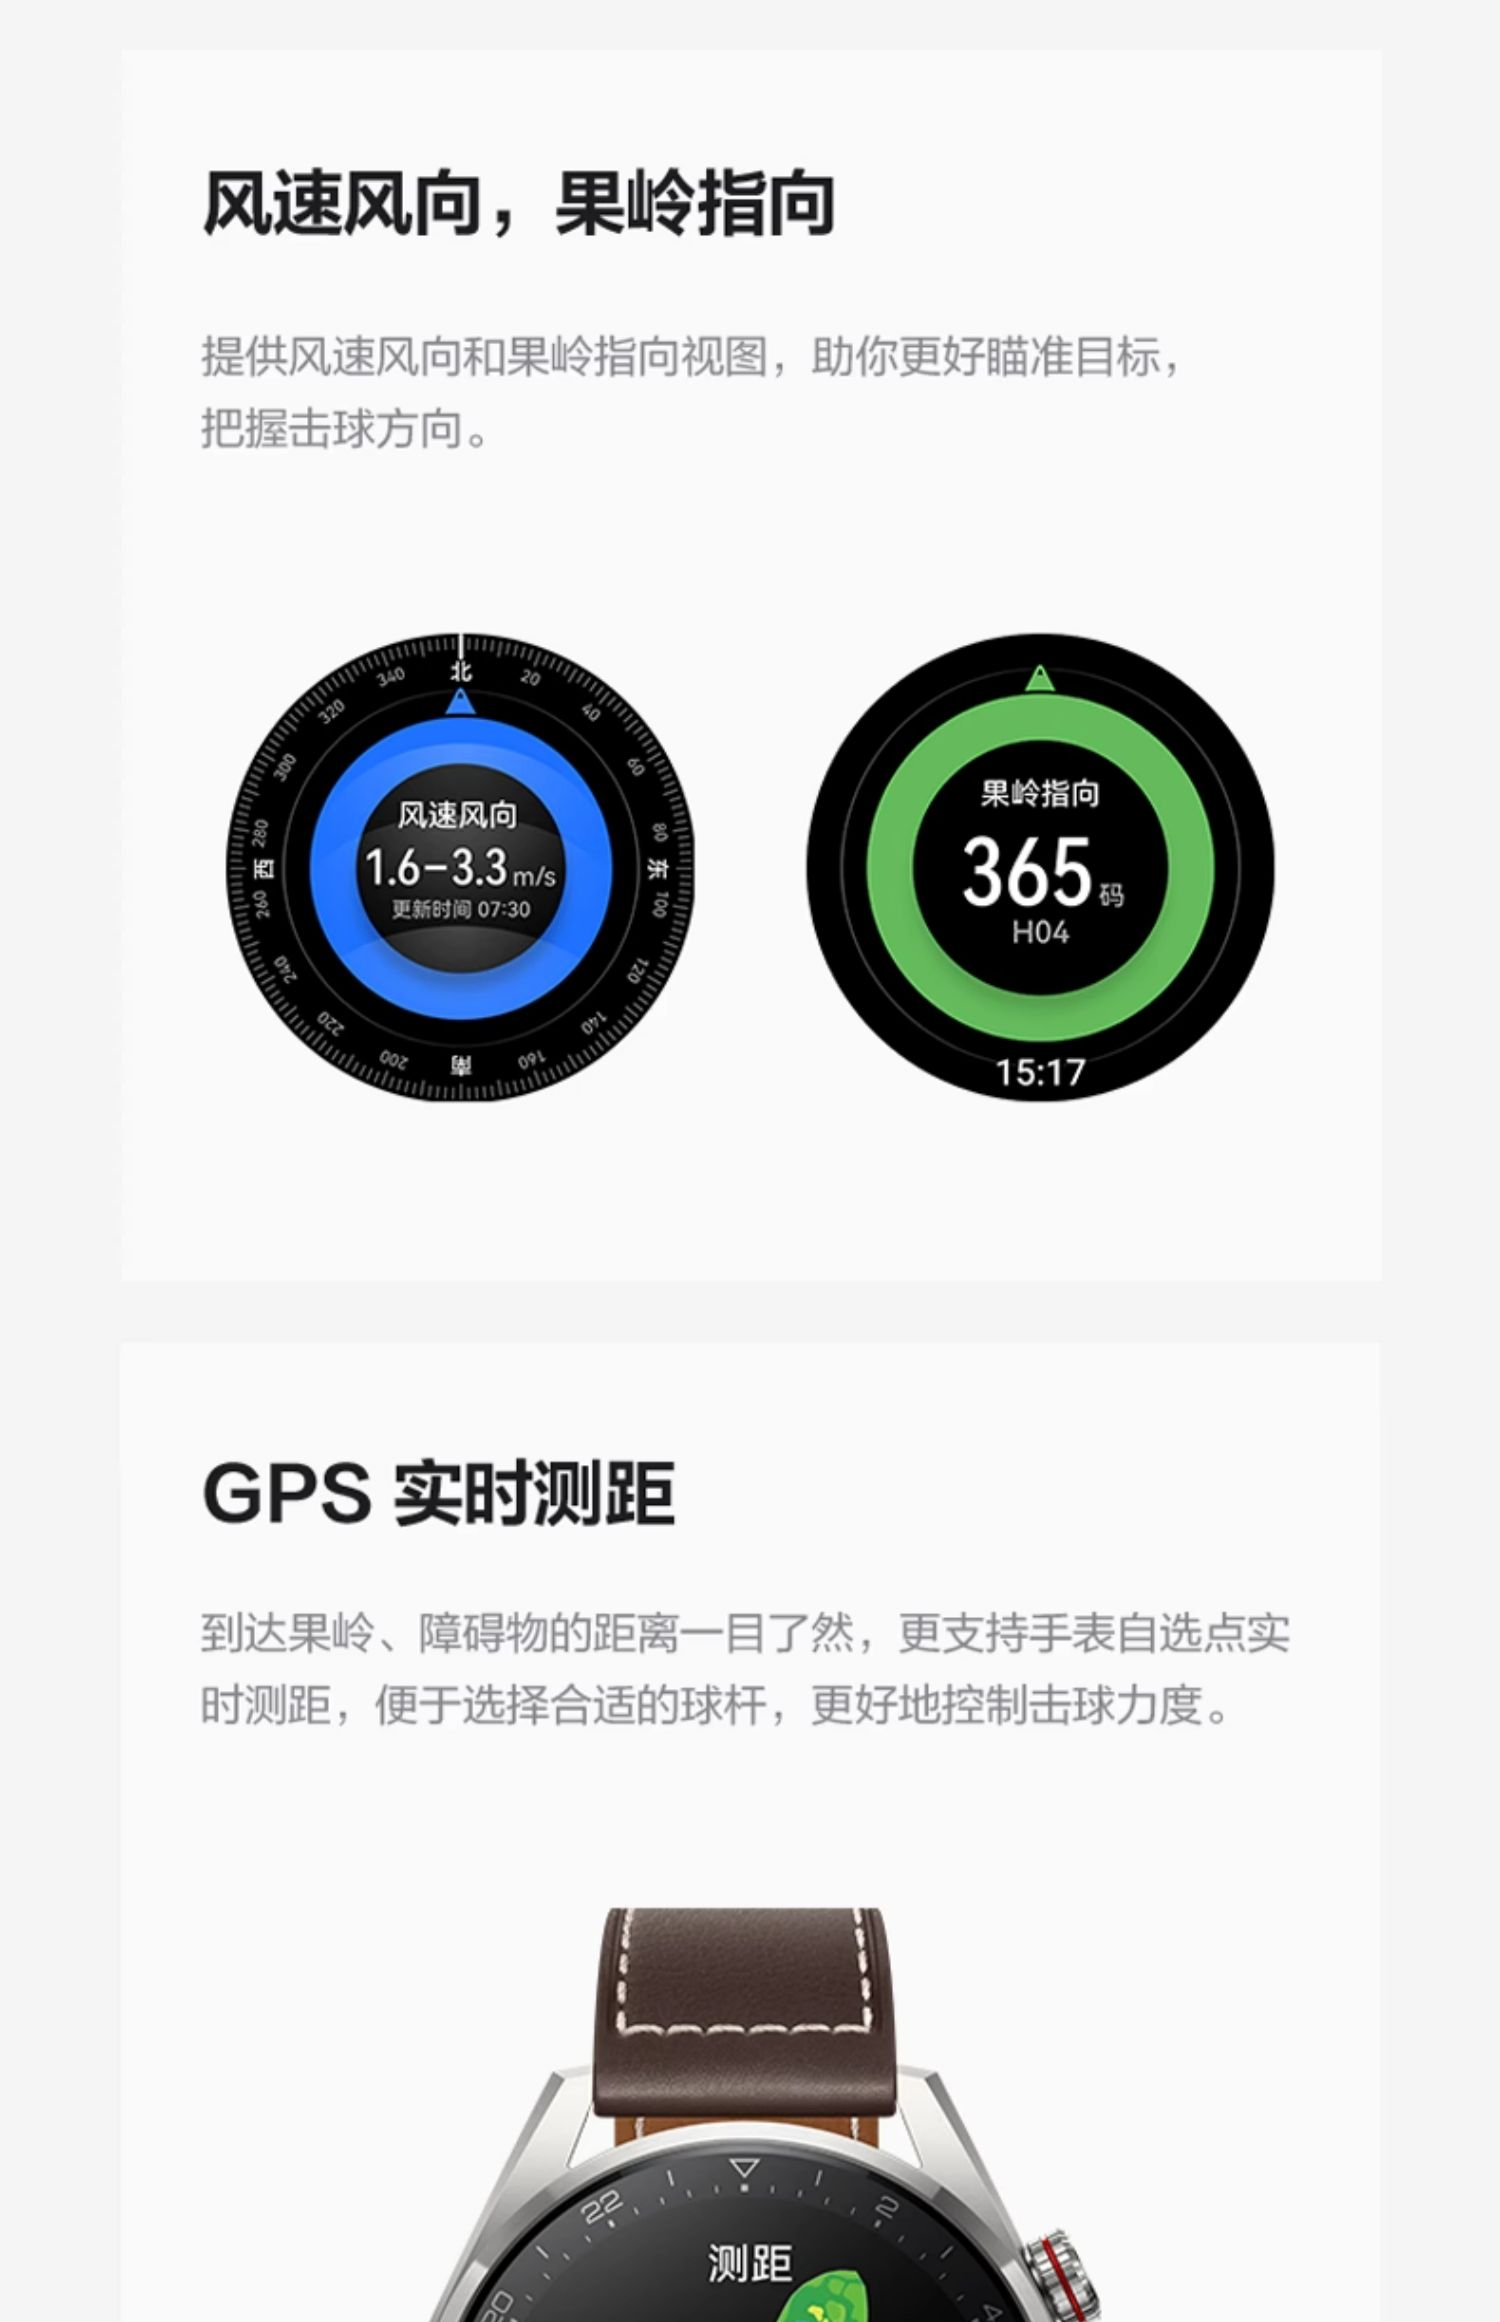 风速风向，果岭指向
提供风速风向和果岭指向视图，助你更好瞄准目标，
把握击球方向。
北
20
40
60
80
东
100
120
140
160
南
200
220
240
260
西
280
300
320
340
风速风向
1.6-3.3 m/s
更新时间 07:30
果岭指向
365 码
H04
15:17
GPS 实时测距
到达果岭、障碍物的距离一目了然，更支持手表自选点实
时测距，便于选择合适的球杆，更好地控制击球力度。
22
2
测距
20
4